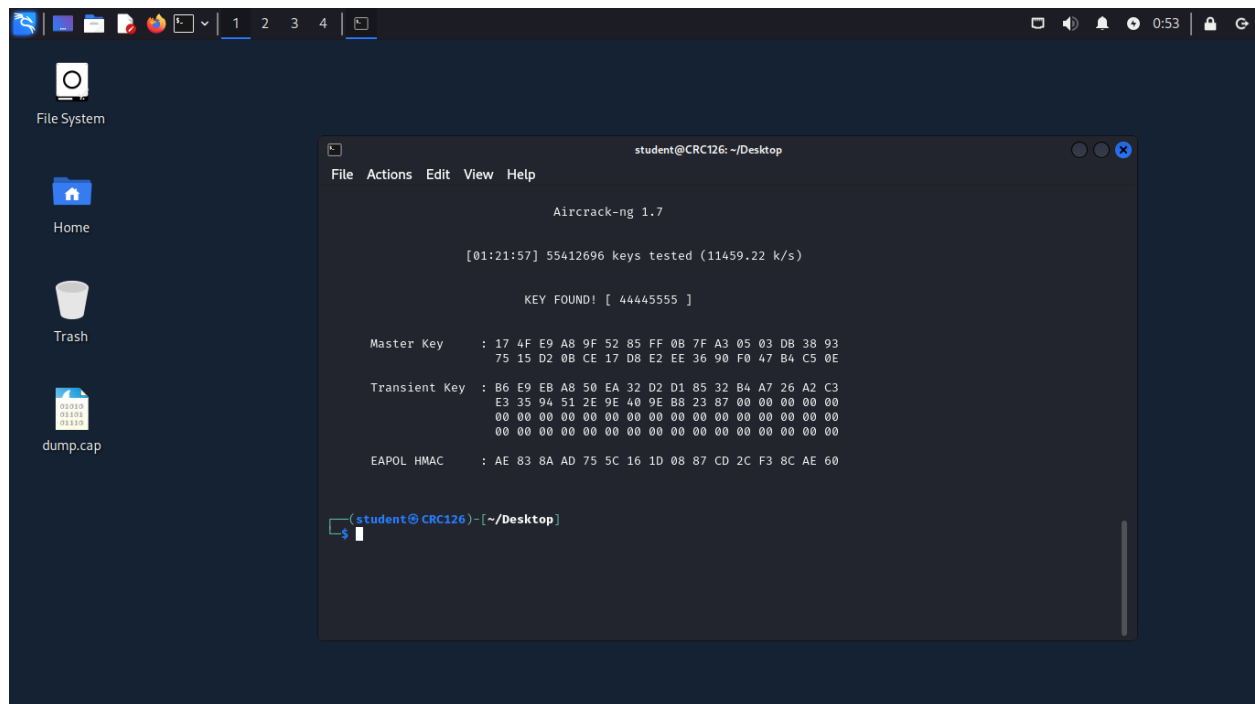 1 2 3 4 0:53
File System
Home
Trash
01010
01101
01110
dump.cap
student@CRC126: ~/Desktop
File Actions Edit View Help
Aircrack-ng 1.7
[01:21:57] 55412696 keys tested (11459.22 k/s)
KEY FOUND! [ 44445555 ]
Master Key : 17 4F E9 A8 9F 52 85 FF 0B 7F A3 05 03 DB 38 93
75 15 D2 0B CE 17 D8 E2 EE 36 90 F0 47 B4 C5 0E
Transient Key : B6 E9 EB A8 50 EA 32 D2 D1 85 32 B4 A7 26 A2 C3
E3 35 94 51 2E 9E 40 9E B8 23 87 00 00 00 00 00
00 00 00 00 00 00 00 00 00 00 00 00 00 00 00 00
00 00 00 00 00 00 00 00 00 00 00 00 00 00 00 00
EAPOL HMAC : AE 83 8A AD 75 5C 16 1D 08 87 CD 2C F3 8C AE 60
┌──(student㉿CRC126)-[~/Desktop]
└─$